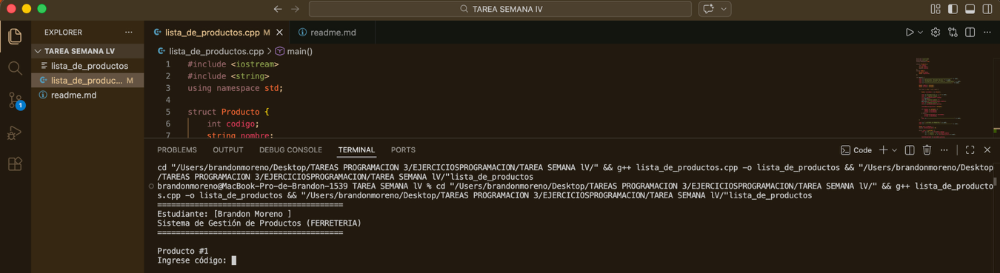 TAREA SEMANA lV
EXPLORER
lista_de_productos.cpp M
readme.md
TAREA SEMANA LV
lista_de_productos
lista_de_produc... M
readme.md
1
lista_de_productos.cpp > main()
1 #include <iostream>
2 #include <string>
3 using namespace std;
4
5 struct Producto {
6 int codigo;
7 string nombre;
PROBLEMS OUTPUT DEBUG CONSOLE TERMINAL PORTS
Code
cd "/Users/brandonmoreno/Desktop/TAREAS PROGRAMACION 3/EJERCICIOSPROGRAMACION/TAREA SEMANA lV/" && g++ lista_de_productos.cpp -o lista_de_productos && "/Users/brandonmoreno/Desktop
/TAREAS PROGRAMACION 3/EJERCICIOSPROGRAMACION/TAREA SEMANA lV/"lista_de_productos
brandonmoreno@MacBook-Pro-de-Brandon-1539 TAREA SEMANA lV % cd "/Users/brandonmoreno/Desktop/TAREAS PROGRAMACION 3/EJERCICIOSPROGRAMACION/TAREA SEMANA lV/" && g++ lista_de_producto
s.cpp -o lista_de_productos && "/Users/brandonmoreno/Desktop/TAREAS PROGRAMACION 3/EJERCICIOSPROGRAMACION/TAREA SEMANA lV/"lista_de_productos
========================================
Estudiante: [Brandon Moreno ]
Sistema de Gestión de Productos (FERRETERIA)
========================================
Producto #1
Ingrese código: